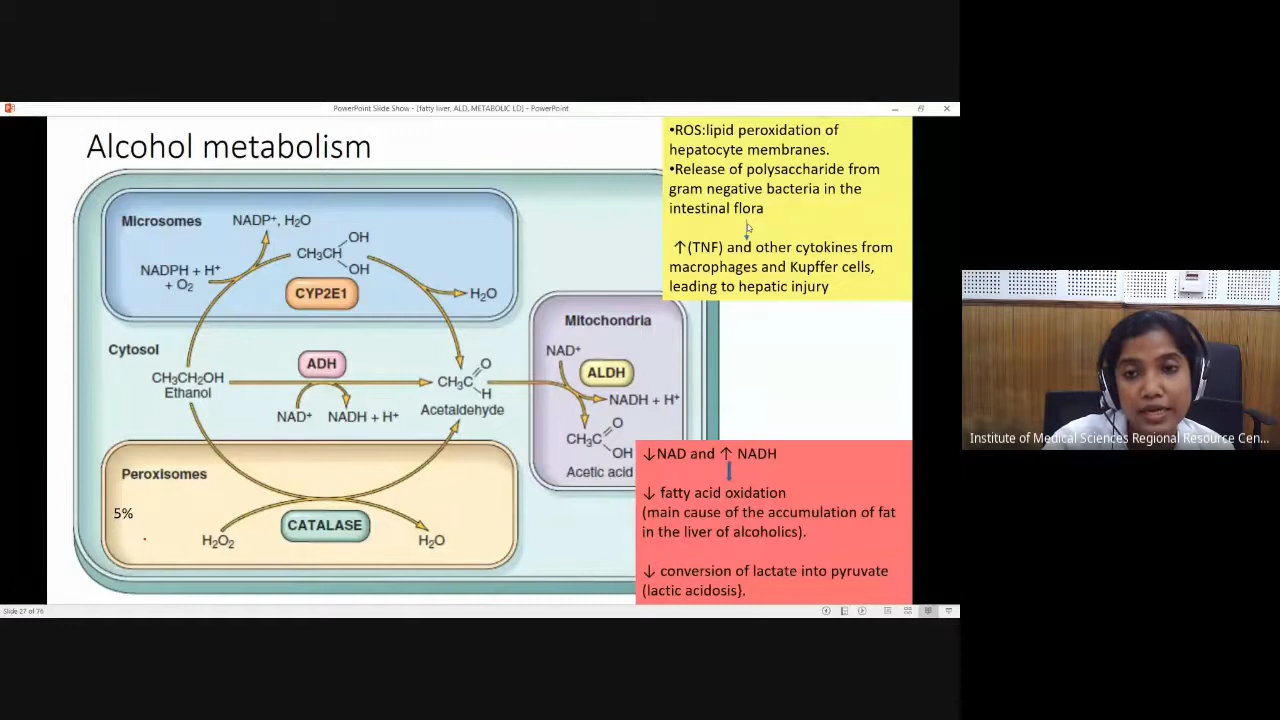 PowerPoint Slide Show - [fatty liver, ALD, METABOLIC LD] - PowerPoint
Alcohol metabolism
•ROS:lipid peroxidation of
hepatocyte membranes.
•Release of polysaccharide from
gram negative bacteria in the
intestinal flora
↑(TNF) and other cytokines from
macrophages and Kupffer cells,
leading to hepatic injury
Microsomes
NADP⁺, H₂O
CH₃CH
OH
OH
NADPH + H⁺
+ O₂
CYP2E1
H₂O
Mitochondria
NAD⁺
ALDH
NADH + H⁺
CH₃C
O
OH
Acetic acid
Cytosol
ADH
CH₃CH₂OH
Ethanol
NAD⁺
NADH + H⁺
CH₃C
O
H
Acetaldehyde
Peroxisomes
5%
CATALASE
H₂O₂
H₂O
↓NAD and ↑ NADH
↓ fatty acid oxidation
(main cause of the accumulation of fat
in the liver of alcoholics).
↓ conversion of lactate into pyruvate
(lactic acidosis}.
Slide 27 of 76
Institute of Medical Sciences Regional Resource Cen...